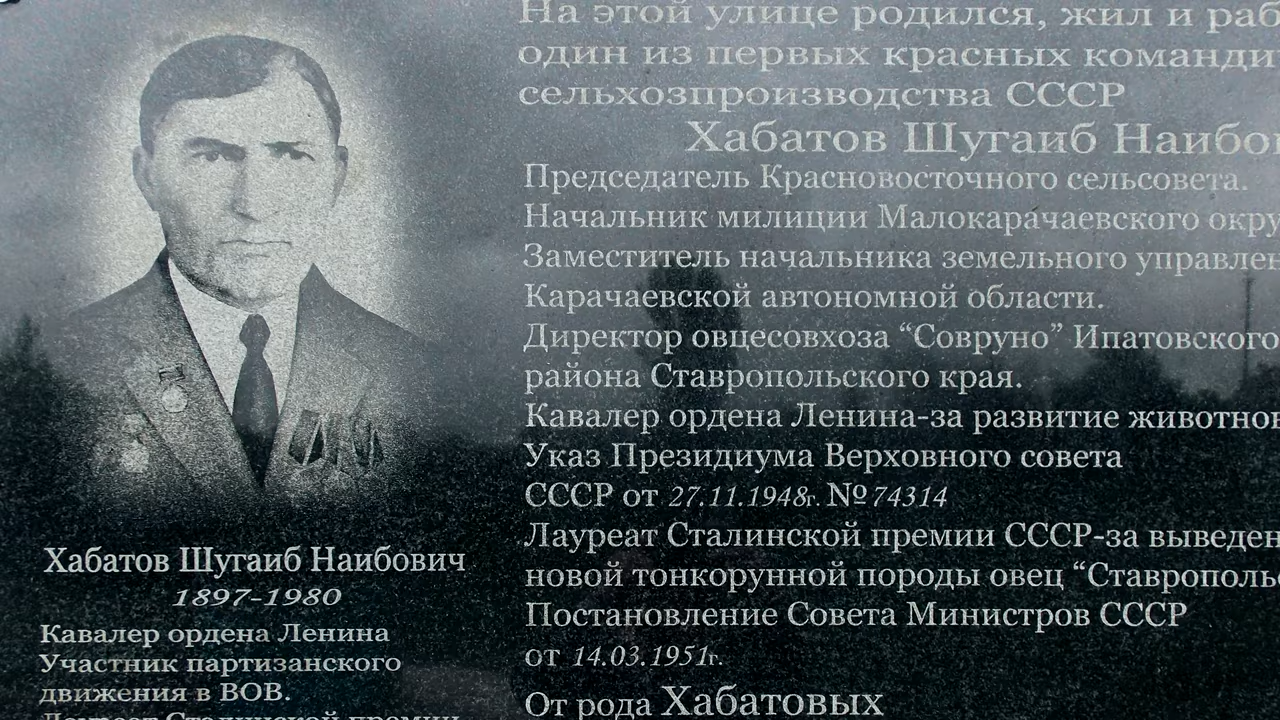 На этой улице родился, жил и раб
один из первых красных команди
сельхозпроизводства СССР
Хабатов Шугаиб Наибо
Председатель Красновосточного сельсовета.
Начальник милиции Малокарачаевского окру
Заместитель начальника земельного управлен
Карачаевской автономной области.
Директор овцесовхоза “Совруно” Ипатовского
района Ставропольского края.
Кавалер ордена Ленина-за развитие животнов
Указ Президиума Верховного совета
СССР от 27.11.1948г. №74314
Лауреат Сталинской премии СССР-за выведен
новой тонкорунной породы овец “Ставропольс
Постановление Совета Министров СССР
от 14.03.1951г.
От рода Хабатовых
Хабатов Шугаиб Наибович
1897-1980
Кавалер ордена Ленина
Участник партизанского
движения в ВОВ.
Лауреат Сталинской премии